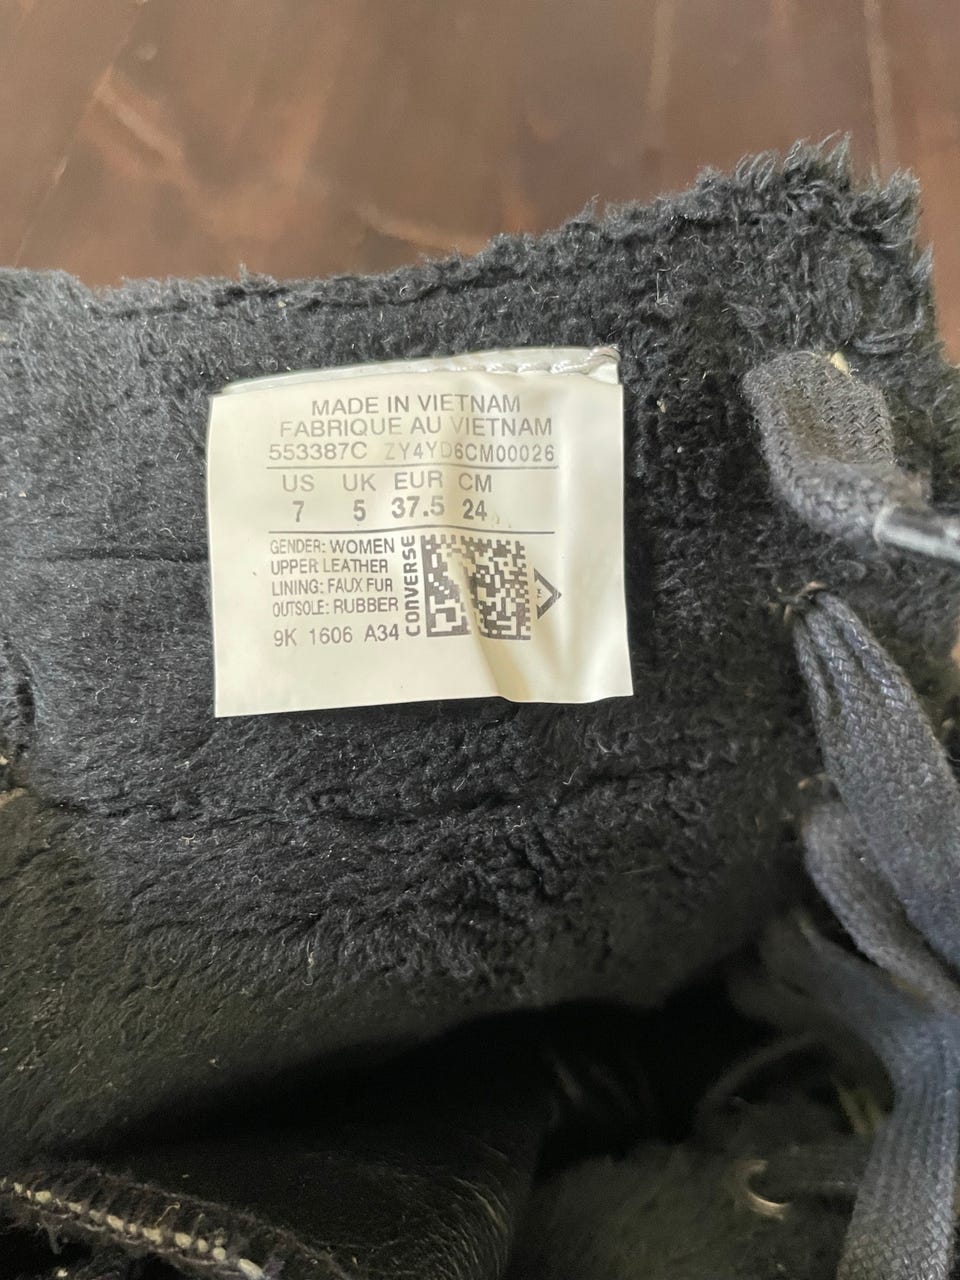 MADE IN VIETNAM
FABRIQUE AU VIETNAM
553387C ZY4YD6CM00026
US UK EUR CM
7 5 37.5 24
GENDER: WOMEN
UPPER LEATHER
LINING: FAUX FUR
OUTSOLE: RUBBER
9K 1606 A34
CONVERSE